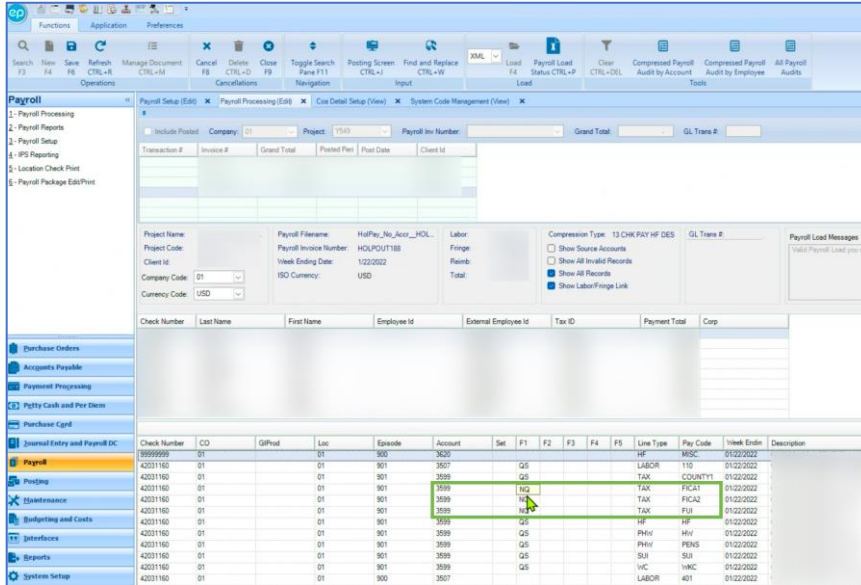 ep
Functions Application Preferences
Search New Save Refresh Manage Document Cancel Delete Close Toggle Search Posting Screen Find and Replace XML Load Payroll Load Clear Compressed Payroll Compressed Payroll All Payroll
F3 F4 F6 CTRL+R CTRL+M F8 CTRL+D F9 Pane F11 CTRL+J CTRL+W F4 Status CTRL+P CTRL+DEL Audit by Account Audit by Employee Audits
Operations Cancellations Navigation Input Load Tools
Payroll
1 - Payroll Processing
2 - Payroll Reports
3 - Payroll Setup
4 - IPS Reporting
5 - Location Check Print
6 - Payroll Package Edit/Print
Purchase Orders
Accounts Payable
Payment Processing
Petty Cash and Per Diem
Purchase Card
Journal Entry and Payroll DC
Payroll
Posting
Maintenance
Budgeting and Costs
Interfaces
Reports
System Setup
Payroll Setup (Edit) Payroll Processing (Edit) Coa Detail Setup (View) System Code Management (View)
Include Posted Company: 01 Project: Y549 Payroll Inv Number: Grand Total: GL Trans #:
Transaction # Invoice # Grand Total Posted Peri Post Date Client Id
Project Name: Payroll Filename: HolPay_No_Accr__HOL... Labor: Compression Type: 13 CHK PAY HF DES GL Trans #: Payroll Load Messages
Project Code: Payroll Invoice Number: HOLPOUT188 Fringe: Show Source Accounts
Client Id: Week Ending Date: 1/22/2022 Reimb: Show All Invalid Records
Company Code: 01 ISO Currency: USD Total: Show All Records
Currency Code: USD Show Labor/Fringe Link
Check Number Last Name First Name Employee Id External Employee Id Tax ID Payment Total Corp
Check Number CO GlProd Loc Episode Account Set F1 F2 F3 F4 F5 Line Type Pay Code Week Endin Description
99999999 01 01 900 3620 HF MISC. 01/22/2022
42031160 01 01 901 3507 QS LABOR 110 01/22/2022
42031160 01 01 901 3599 QS TAX COUNTY1 01/22/2022
42031160 01 01 901 3599 NQ TAX FICA1 01/22/2022
42031160 01 01 901 3599 NQ TAX FICA2 01/22/2022
42031160 01 01 901 3599 NQ TAX FUI 01/22/2022
42031160 01 01 901 3599 QS HF HF 01/22/2022
42031160 01 01 901 3599 QS PHW HW 01/22/2022
42031160 01 01 901 3599 QS PHW PENS 01/22/2022
42031160 01 01 901 3599 QS SUI SUI 01/22/2022
42031160 01 01 901 3599 QS WC WKC 01/22/2022
42031160 01 01 900 3507 LABOR 401 01/22/2022